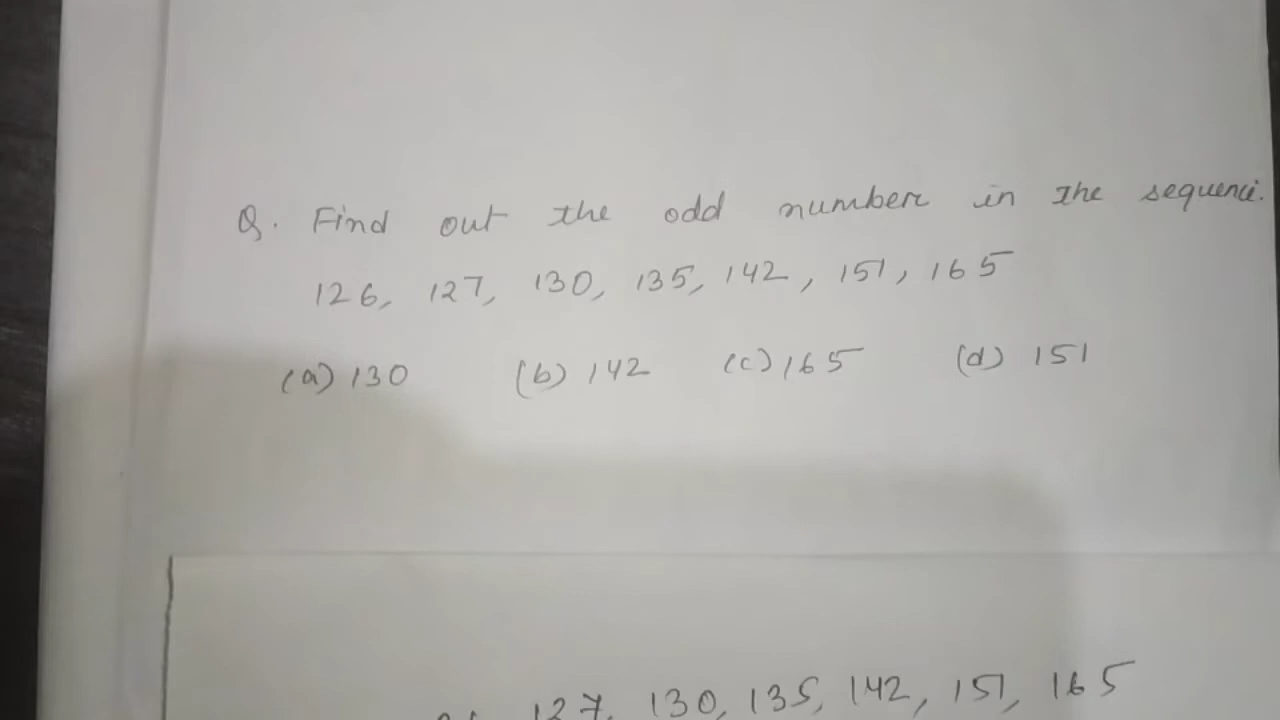 Q. Find out the odd number in the sequence.
126, 127, 130, 135, 142, 151, 165
(a) 130 (b) 142 (c) 165 (d) 151
127, 130, 135, 142, 151, 165